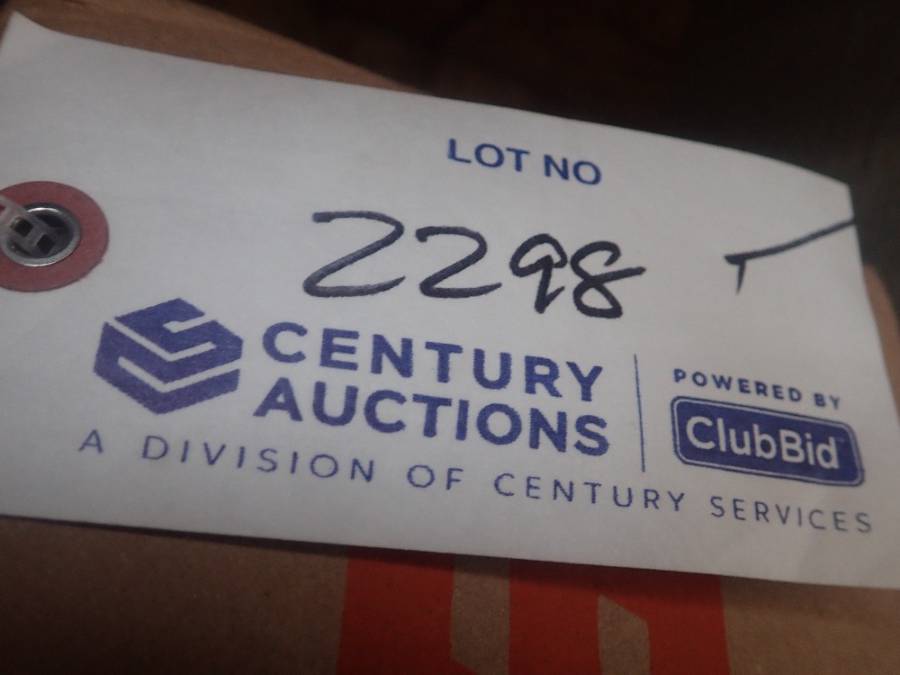 LOT NO
2298
CENTURY
AUCTIONS
A DIVISION OF CENTURY SERVICES
POWERED BY
ClubBid